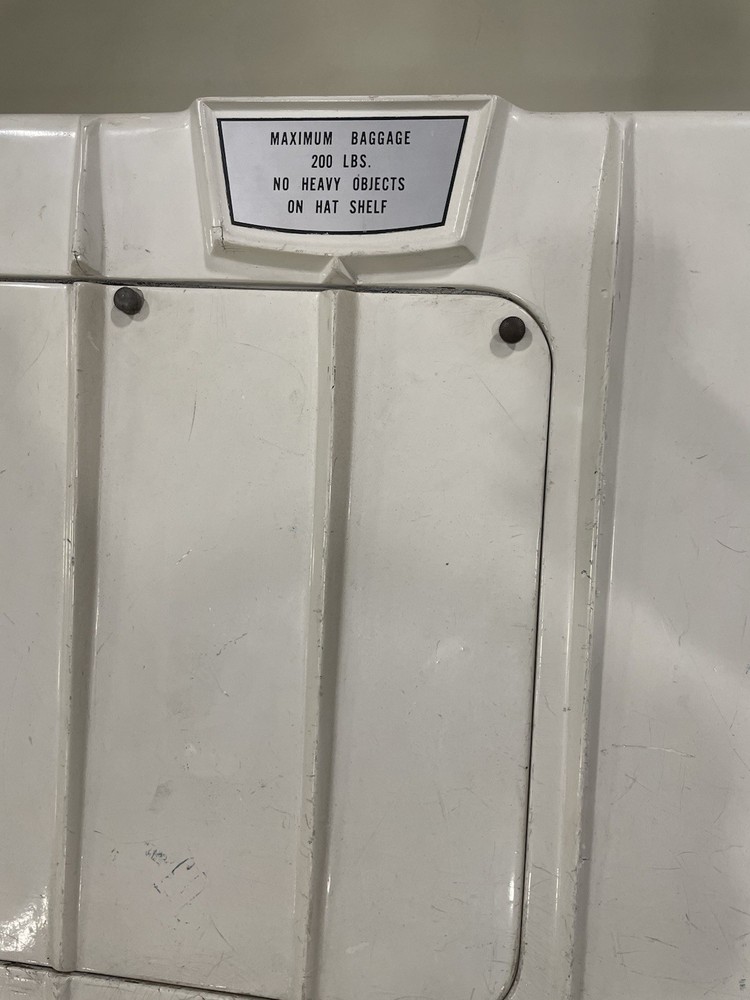 MAXIMUM BAGGAGE
200 LBS.
NO HEAVY OBJECTS
ON HAT SHELF